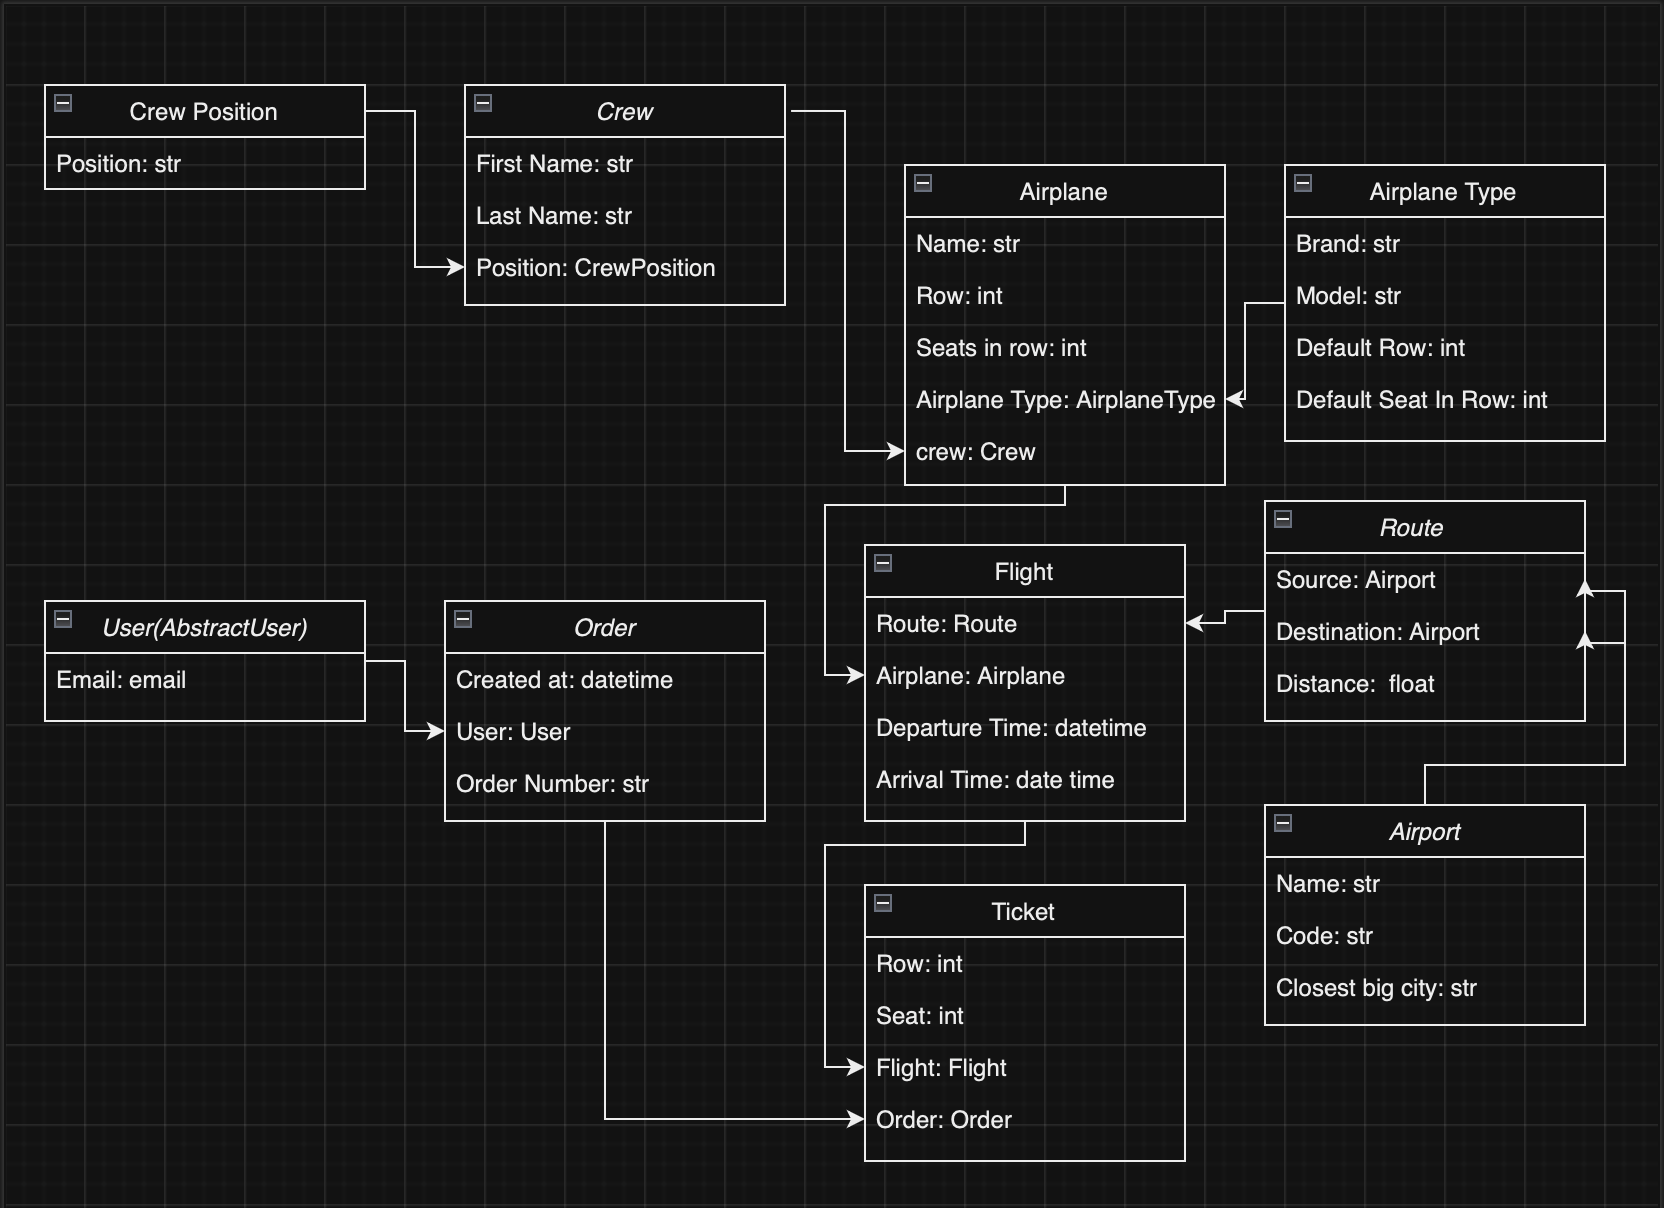 Crew Position
Position: str
Crew
First Name: str
Last Name: str
Position: CrewPosition
Airplane
Name: str
Row: int
Seats in row: int
Airplane Type: AirplaneType
crew: Crew
Airplane Type
Brand: str
Model: str
Default Row: int
Default Seat In Row: int
User(AbstractUser)
Email: email
Order
Created at: datetime
User: User
Order Number: str
Flight
Route: Route
Airplane: Airplane
Departure Time: datetime
Arrival Time: date time
Route
Source: Airport
Destination: Airport
Distance:  float
Ticket
Row: int
Seat: int
Flight: Flight
Order: Order
Airport
Name: str
Code: str
Closest big city: str